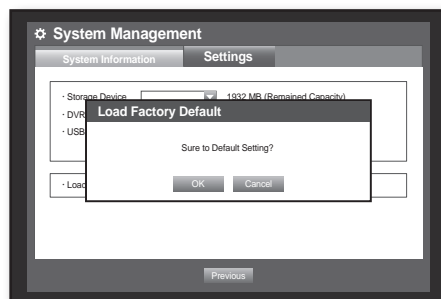 System Management
System Information Settings
· Storage Device 1932 MB (Remained Capacity)
· DVR
· USB
Load Factory Default
Sure to Default Setting?
OK Cancel
· Load
Previous